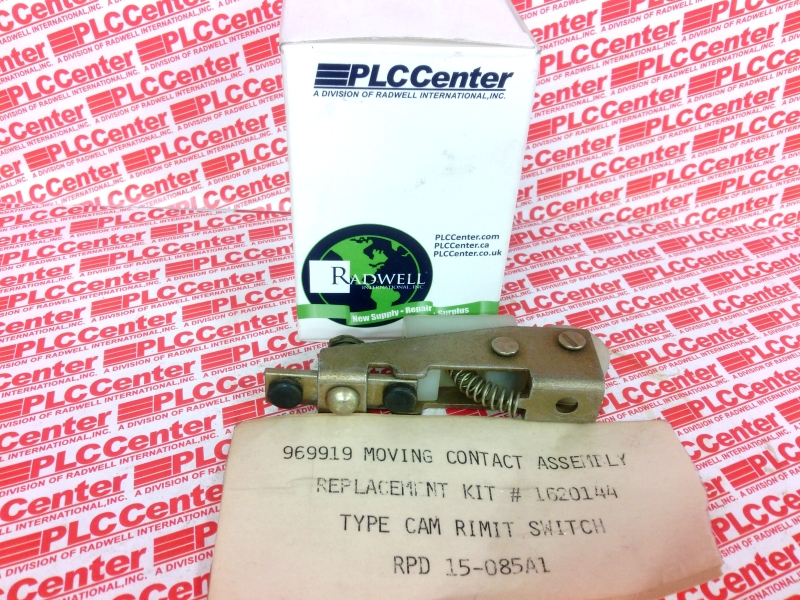 PLCCenter
A DIVISION OF RADWELL INTERNATIONAL, INC.
PLCCenter.com
PLCCenter.ca
PLCCenter.co.uk
RADWELL
INTERNATIONAL, INC.
New Supply • Repair • Surplus
969919 MOVING CONTACT ASSEMBLY
REPLACEMENT KIT # 1620144
TYPE CAM RIMIT SWITCH
RPD 15-085A1